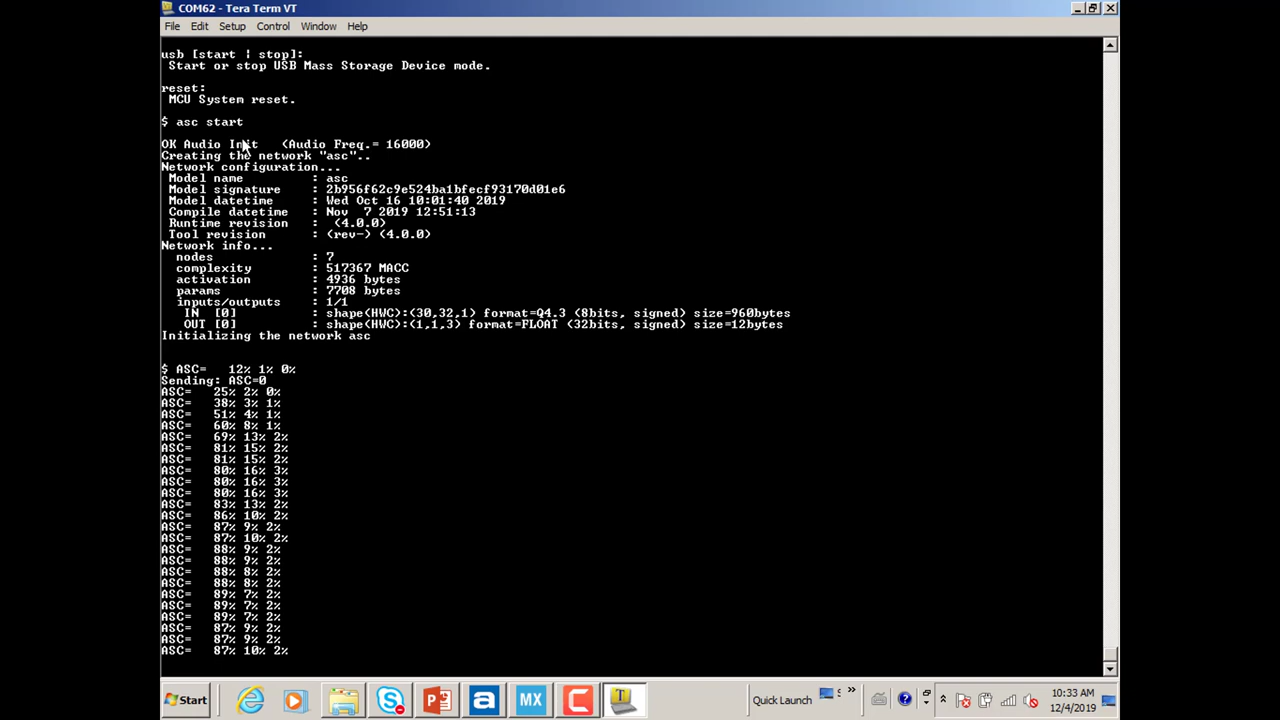 COM62 - Tera Term VT
File Edit Setup Control Window Help
usb [start | stop]:
Start or stop USB Mass Storage Device mode.
reset:
MCU System reset.
$ asc start
OK Audio Init (Audio Freq.= 16000)
Creating the network "asc"..
Network configuration...
Model name : asc
Model signature : 2b956f62c9e524ba1bfecf93170d01e6
Model datetime : Wed Oct 16 10:01:40 2019
Compile datetime : Nov 7 2019 12:51:13
Runtime revision : (4.0.0)
Tool revision : (rev-) (4.0.0)
Network info...
nodes : 7
complexity : 517367 MACC
activation : 4936 bytes
params : 7708 bytes
inputs/outputs : 1/1
IN [0] : shape(HWC):(30,32,1) format=Q4.3 (8bits, signed) size=960bytes
OUT [0] : shape(HWC):(1,1,3) format=FLOAT (32bits, signed) size=12bytes
Initializing the network asc
$ ASC= 12% 1% 0%
Sending: ASC=0
ASC= 25% 2% 0%
ASC= 38% 3% 1%
ASC= 51% 4% 1%
ASC= 60% 8% 1%
ASC= 69% 13% 2%
ASC= 81% 15% 2%
ASC= 81% 15% 2%
ASC= 80% 16% 3%
ASC= 80% 16% 3%
ASC= 80% 16% 3%
ASC= 83% 13% 2%
ASC= 86% 10% 2%
ASC= 87% 9% 2%
ASC= 87% 10% 2%
ASC= 88% 9% 2%
ASC= 88% 9% 2%
ASC= 88% 8% 2%
ASC= 88% 8% 2%
ASC= 89% 7% 2%
ASC= 89% 7% 2%
ASC= 89% 7% 2%
ASC= 87% 9% 2%
ASC= 87% 9% 2%
ASC= 87% 10% 2%
Start
MX
Quick Launch
10:33 AM
12/4/2019